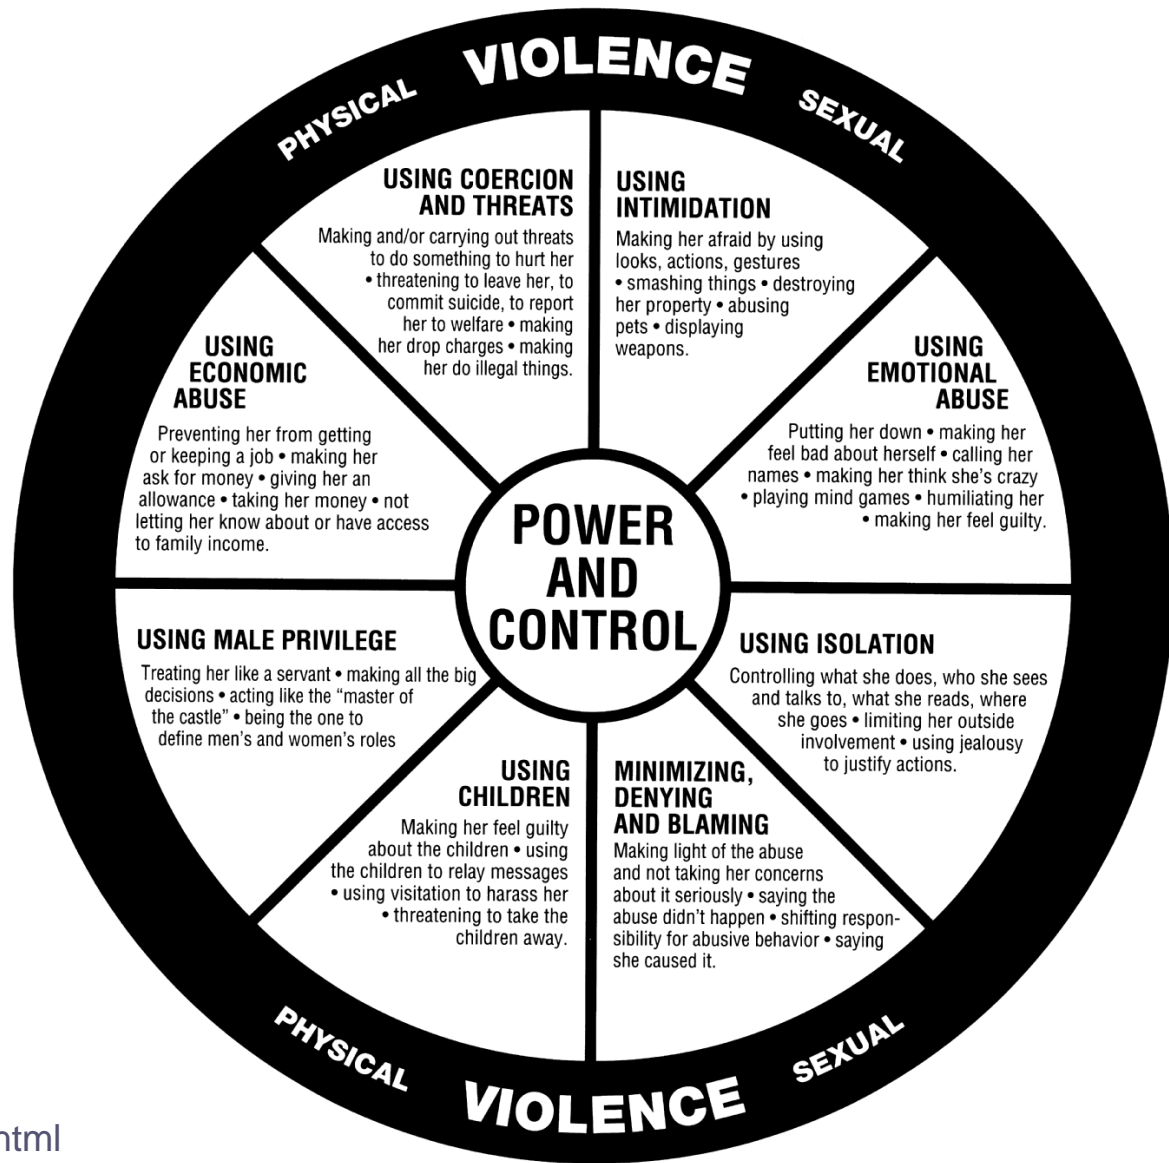 PHYSICAL VIOLENCE SEXUAL
USING COERCION
AND THREATS
Making and/or carrying out threats
to do something to hurt her
• threatening to leave her, to
commit suicide, to report
her to welfare • making
her drop charges • making
her do illegal things.
USING
INTIMIDATION
Making her afraid by using
looks, actions, gestures
• smashing things • destroying
her property • abusing
pets • displaying
weapons.
USING
ECONOMIC
ABUSE
Preventing her from getting
or keeping a job • making her
ask for money • giving her an
allowance • taking her money • not
letting her know about or have access
to family income.
USING
EMOTIONAL
ABUSE
Putting her down • making her
feel bad about herself • calling her
names • making her think she's crazy
• playing mind games • humiliating her
• making her feel guilty.
POWER
AND
CONTROL
USING MALE PRIVILEGE
Treating her like a servant • making all the big
decisions • acting like the “master of
the castle” • being the one to
define men's and women's roles
USING ISOLATION
Controlling what she does, who she sees
and talks to, what she reads, where
she goes • limiting her outside
involvement • using jealousy
to justify actions.
USING
CHILDREN
Making her feel guilty
about the children • using
the children to relay messages
• using visitation to harass her
• threatening to take the
children away.
MINIMIZING,
DENYING
AND BLAMING
Making light of the abuse
and not taking her concerns
about it seriously • saying the
abuse didn't happen • shifting respon-
sibility for abusive behavior • saying
she caused it.
PHYSICAL VIOLENCE SEXUAL